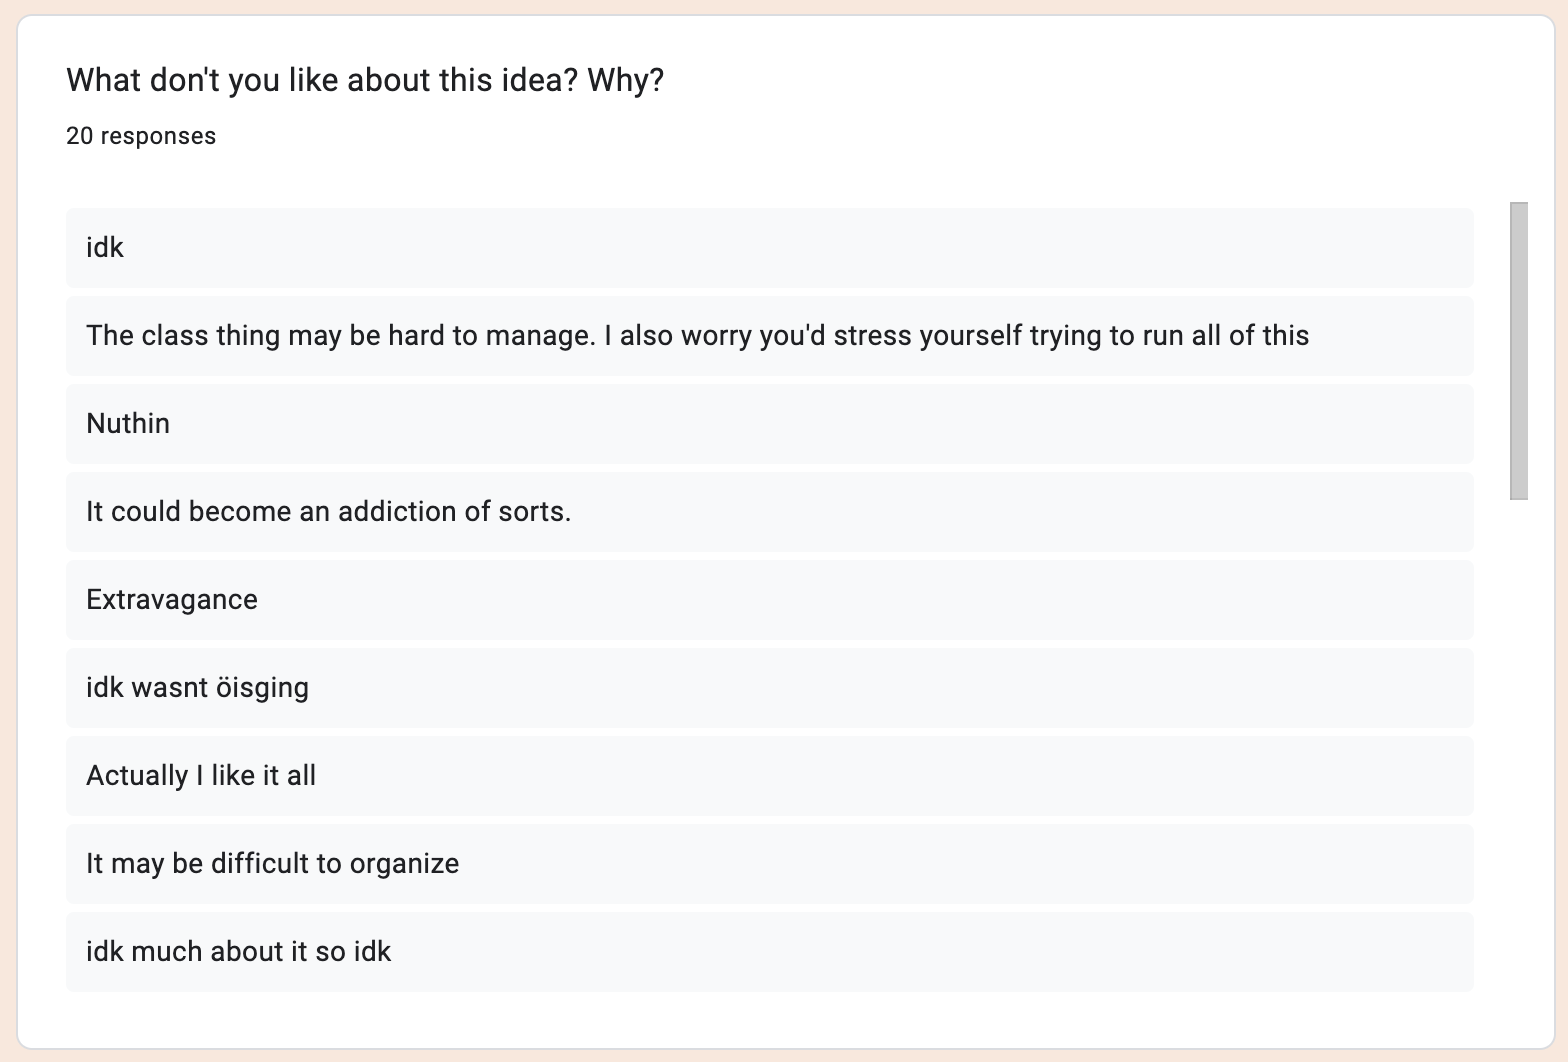 What don't you like about this idea? Why?
20 responses
idk
The class thing may be hard to manage. I also worry you'd stress yourself trying to run all of this
Nuthin
It could become an addiction of sorts.
Extravagance
idk wasnt öisging
Actually I like it all
It may be difficult to organize
idk much about it so idk